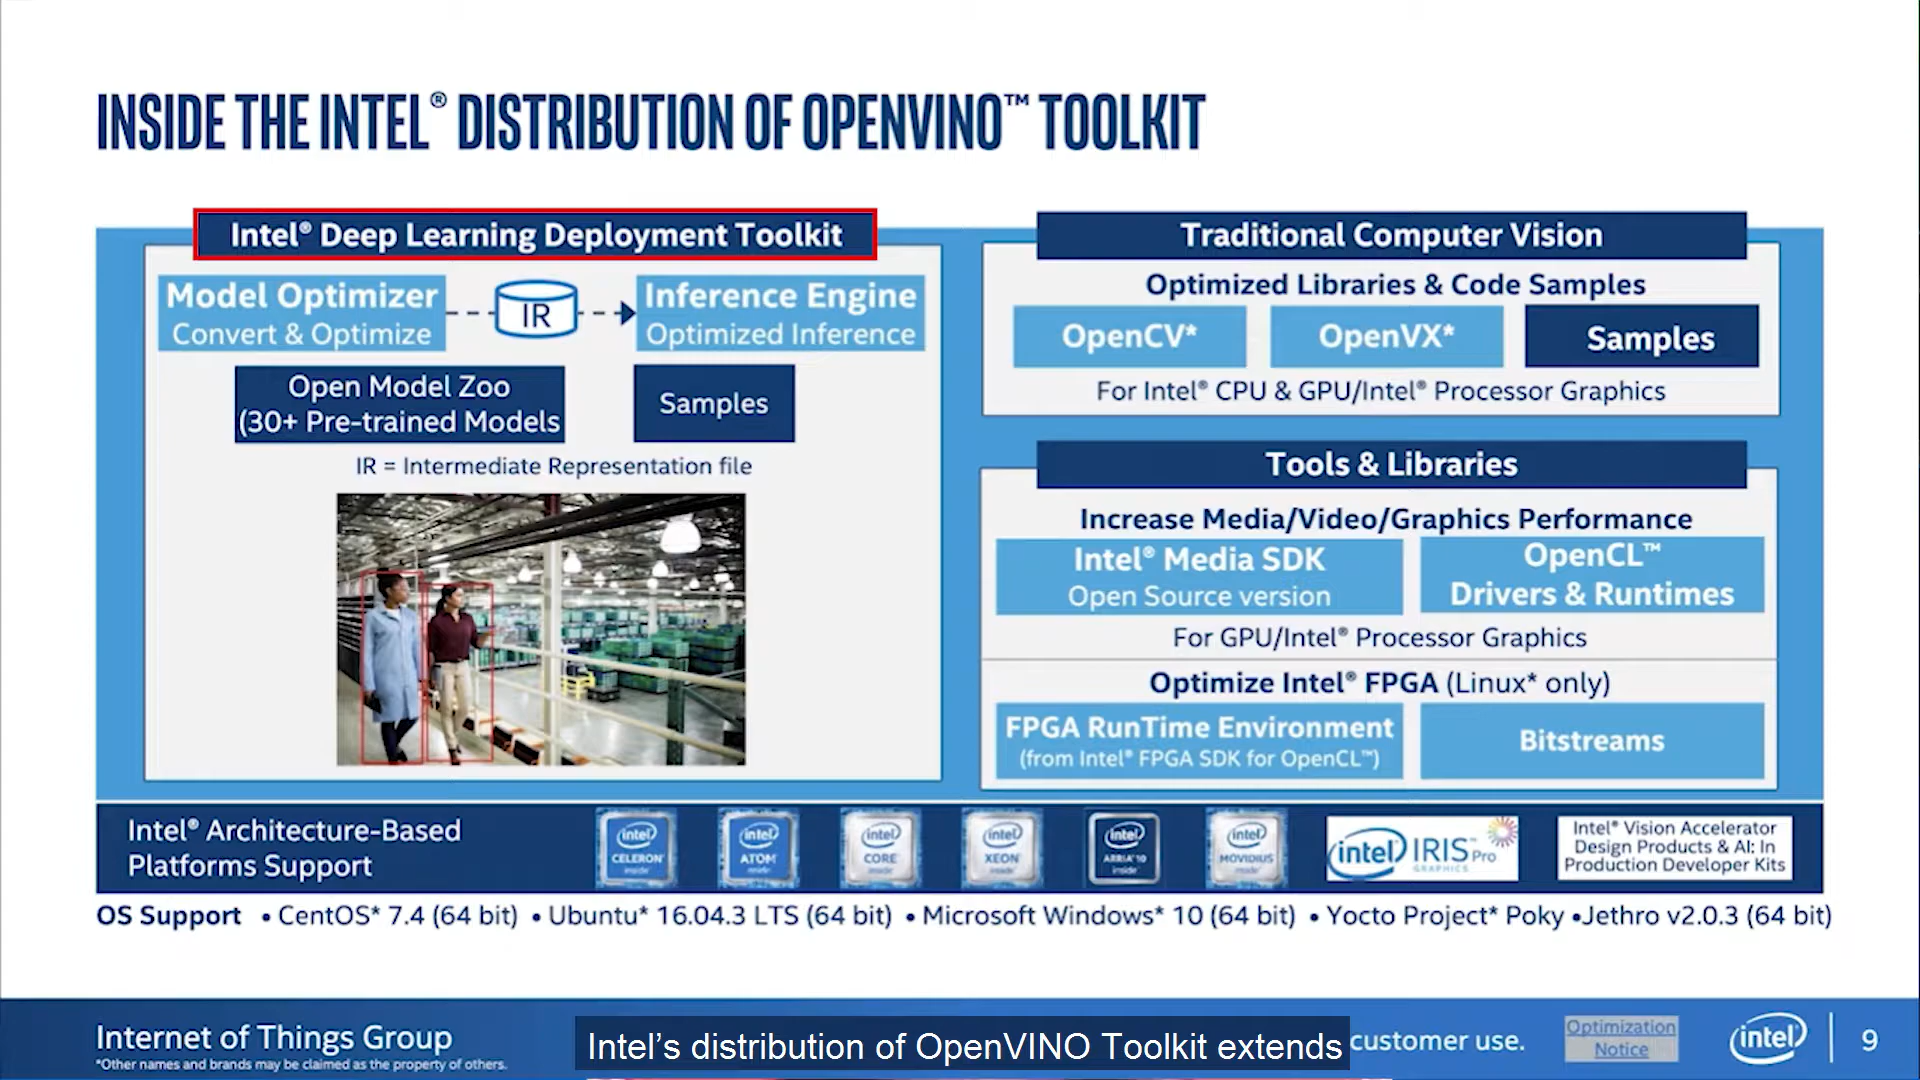 INSIDE THE INTEL® DISTRIBUTION OF OPENVINO™ TOOLKIT
Intel® Deep Learning Deployment Toolkit
Model Optimizer
Convert & Optimize
IR
Inference Engine
Optimized Inference
Open Model Zoo
(30+ Pre-trained Models
Samples
IR = Intermediate Representation file
Traditional Computer Vision
Optimized Libraries & Code Samples
OpenCV*
OpenVX*
Samples
For Intel® CPU & GPU/Intel® Processor Graphics
Tools & Libraries
Increase Media/Video/Graphics Performance
Intel® Media SDK
Open Source version
OpenCL™
Drivers & Runtimes
For GPU/Intel® Processor Graphics
Optimize Intel® FPGA (Linux* only)
FPGA RunTime Environment
(from Intel® FPGA SDK for OpenCL™)
Bitstreams
Intel® Architecture-Based
Platforms Support
intel CELERON inside
intel ATOM inside
intel CORE inside
intel XEON inside
intel ARRIA 10 inside
intel MOVIDIUS inside
intel IRIS™ Pro
GRAPHICS
Intel® Vision Accelerator
Design Products & AI: In
Production Developer Kits
OS Support • CentOS* 7.4 (64 bit) • Ubuntu* 16.04.3 LTS (64 bit) • Microsoft Windows* 10 (64 bit) • Yocto Project* Poky •Jethro v2.0.3 (64 bit)
Internet of Things Group
*Other names and brands may be claimed as the property of others.
Intel's distribution of OpenVINO Toolkit extends
customer use.
Optimization
Notice
intel
9